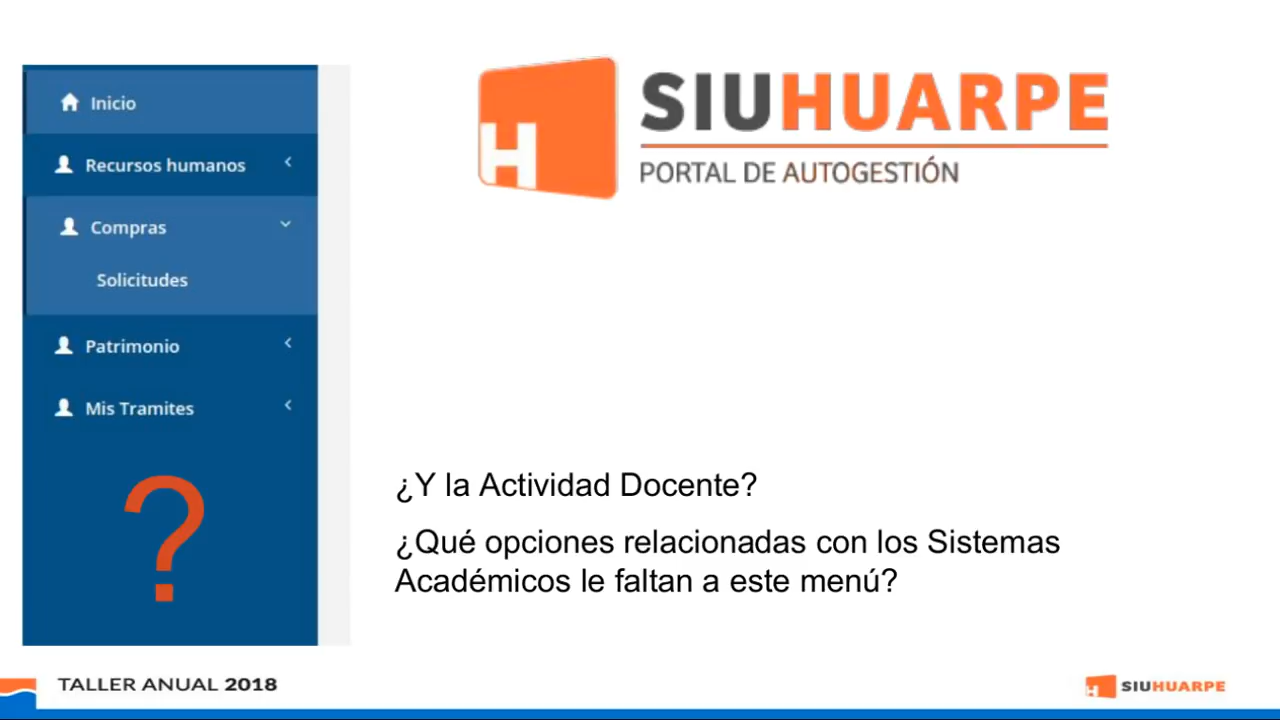 Inicio
Recursos humanos
Compras
Solicitudes
Patrimonio
Mis Tramites
?
H
SIUHUARPE
PORTAL DE AUTOGESTIÓN
¿Y la Actividad Docente?
¿Qué opciones relacionadas con los Sistemas
Académicos le faltan a este menú?
TALLER ANUAL 2018
H
SIUHUARPE